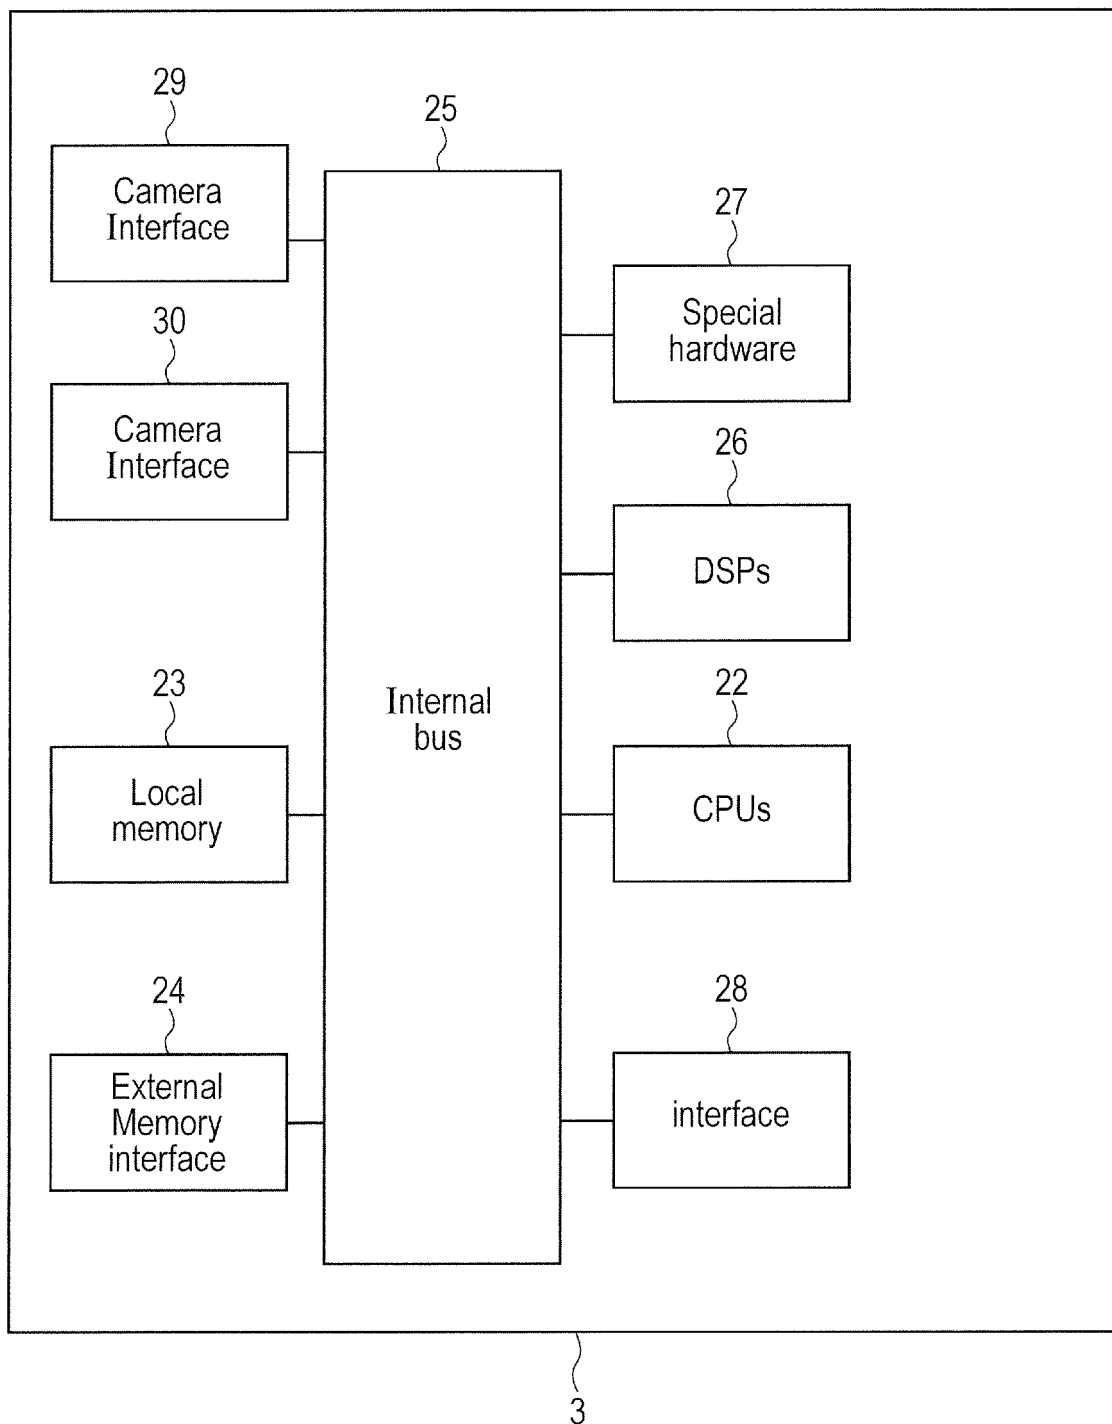 29
Camera
Interface
30
Camera
Interface
23
Local
memory
24
External
Memory
interface
25
Internal
bus
27
Special
hardware
26
DSPs
22
CPUs
28
interface
3